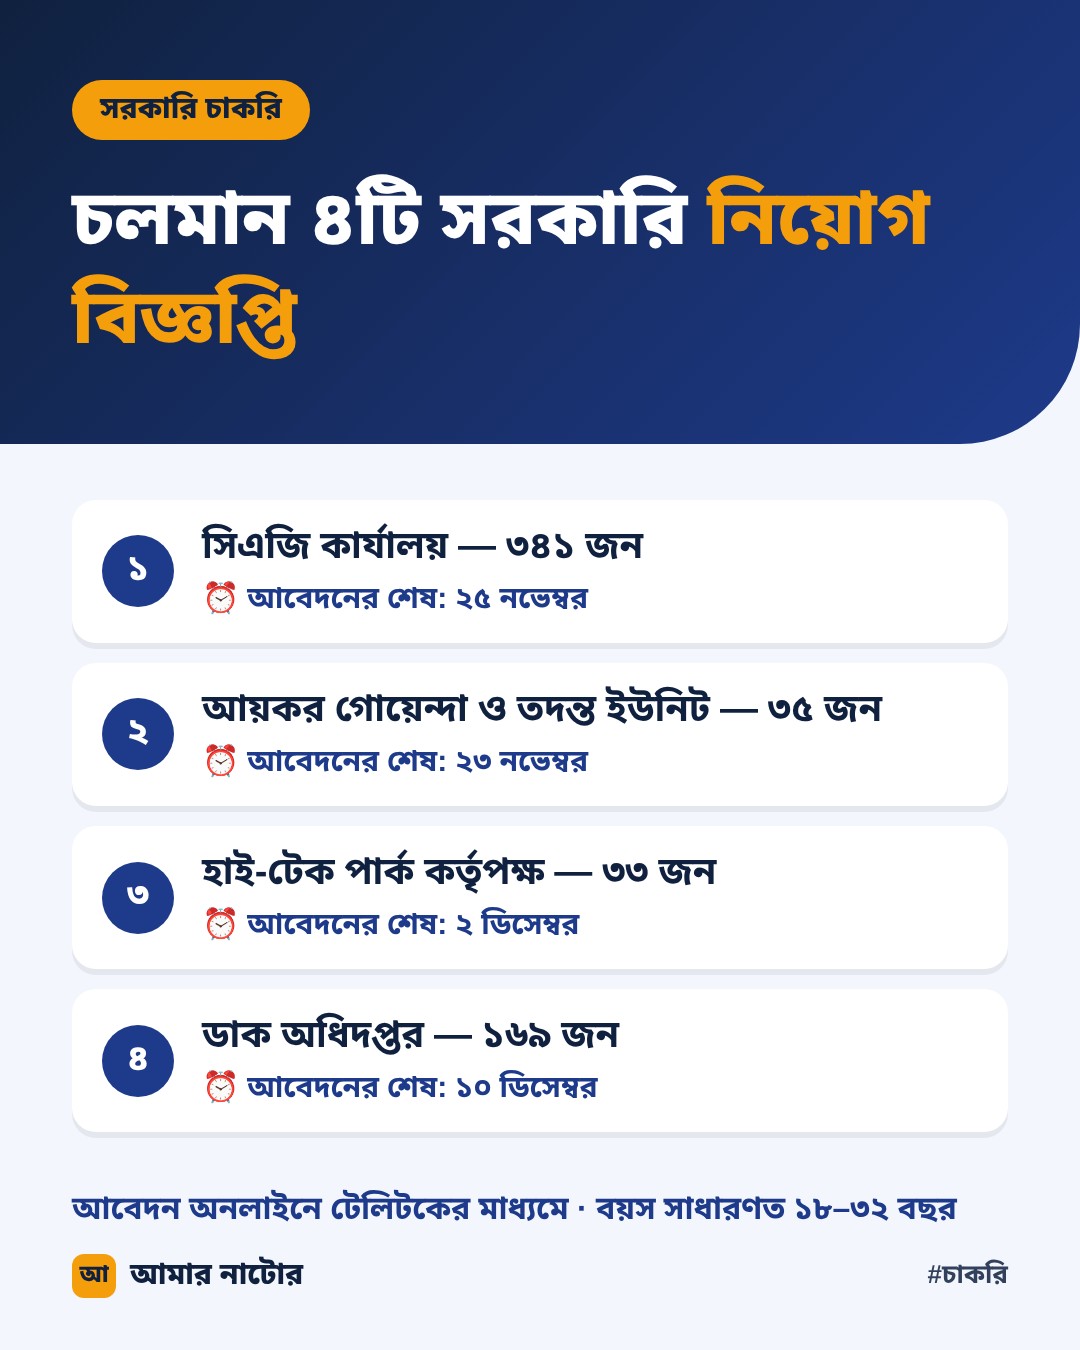 সরকারি চাকরি
চলমান ৪টি সরকারি নিয়োগ
বিজ্ঞপ্তি
১
সিএজি কার্যালয় — ৩৪১ জন
⏰ আবেদনের শেষ: ২৫ নভেম্বর
২
আয়কর গোয়েন্দা ও তদন্ত ইউনিট — ৩৫ জন
⏰ আবেদনের শেষ: ২৩ নভেম্বর
৩
হাই-টেক পার্ক কর্তৃপক্ষ — ৩৩ জন
⏰ আবেদনের শেষ: ২ ডিসেম্বর
৪
ডাক অধিদপ্তর — ১৬৯ জন
⏰ আবেদনের শেষ: ১০ ডিসেম্বর
আবেদন অনলাইনে টেলিটকের মাধ্যমে · বয়স সাধারণত ১৮–৩২ বছর
আ আমার নাটোর
#চাকরি